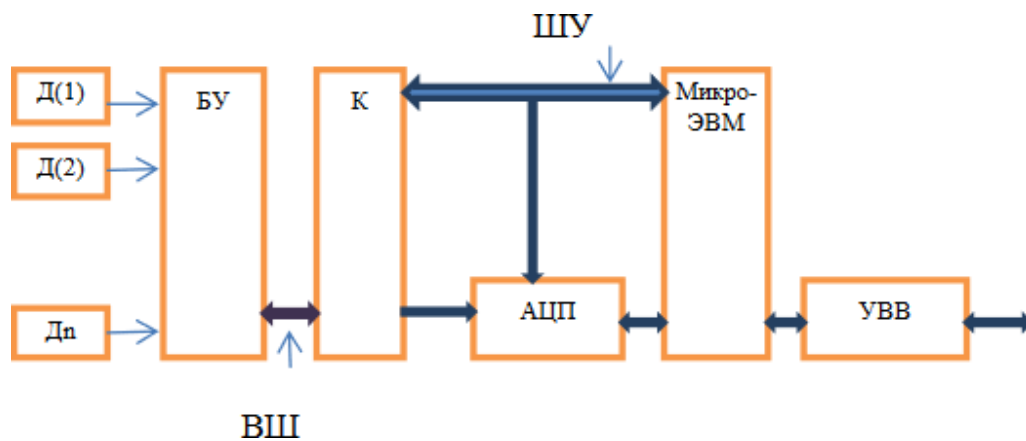 ШУ
Д(1)
БУ
К
Микро-
ЭВМ
Д(2)
Дn
АЦП
УВВ
ВШ